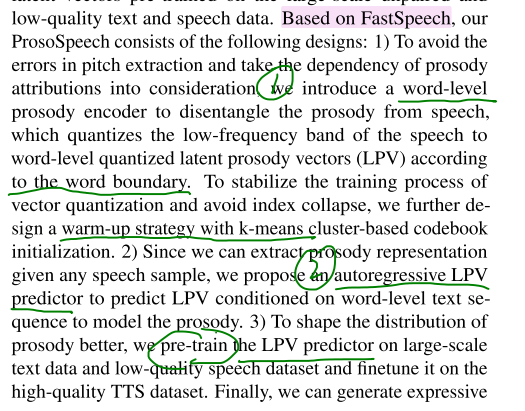 latent vectors pre-trained on the large-scale unpaired and
low-quality text and speech data. Based on FastSpeech, our
ProsoSpeech consists of the following designs: 1) To avoid the
errors in pitch extraction and take the dependency of prosody
attributions into consideration, we introduce a word-level
prosody encoder to disentangle the prosody from speech,
which quantizes the low-frequency band of the speech to
word-level quantized latent prosody vectors (LPV) according
to the word boundary. To stabilize the training process of
vector quantization and avoid index collapse, we further de-
sign a warm-up strategy with k-means cluster-based codebook
initialization. 2) Since we can extract prosody representation
given any speech sample, we propose an autoregressive LPV
predictor to predict LPV conditioned on word-level text se-
quence to model the prosody. 3) To shape the distribution of
prosody better, we pre-train the LPV predictor on large-scale
text data and low-quality speech dataset and finetune it on the
high-quality TTS dataset. Finally, we can generate expressive